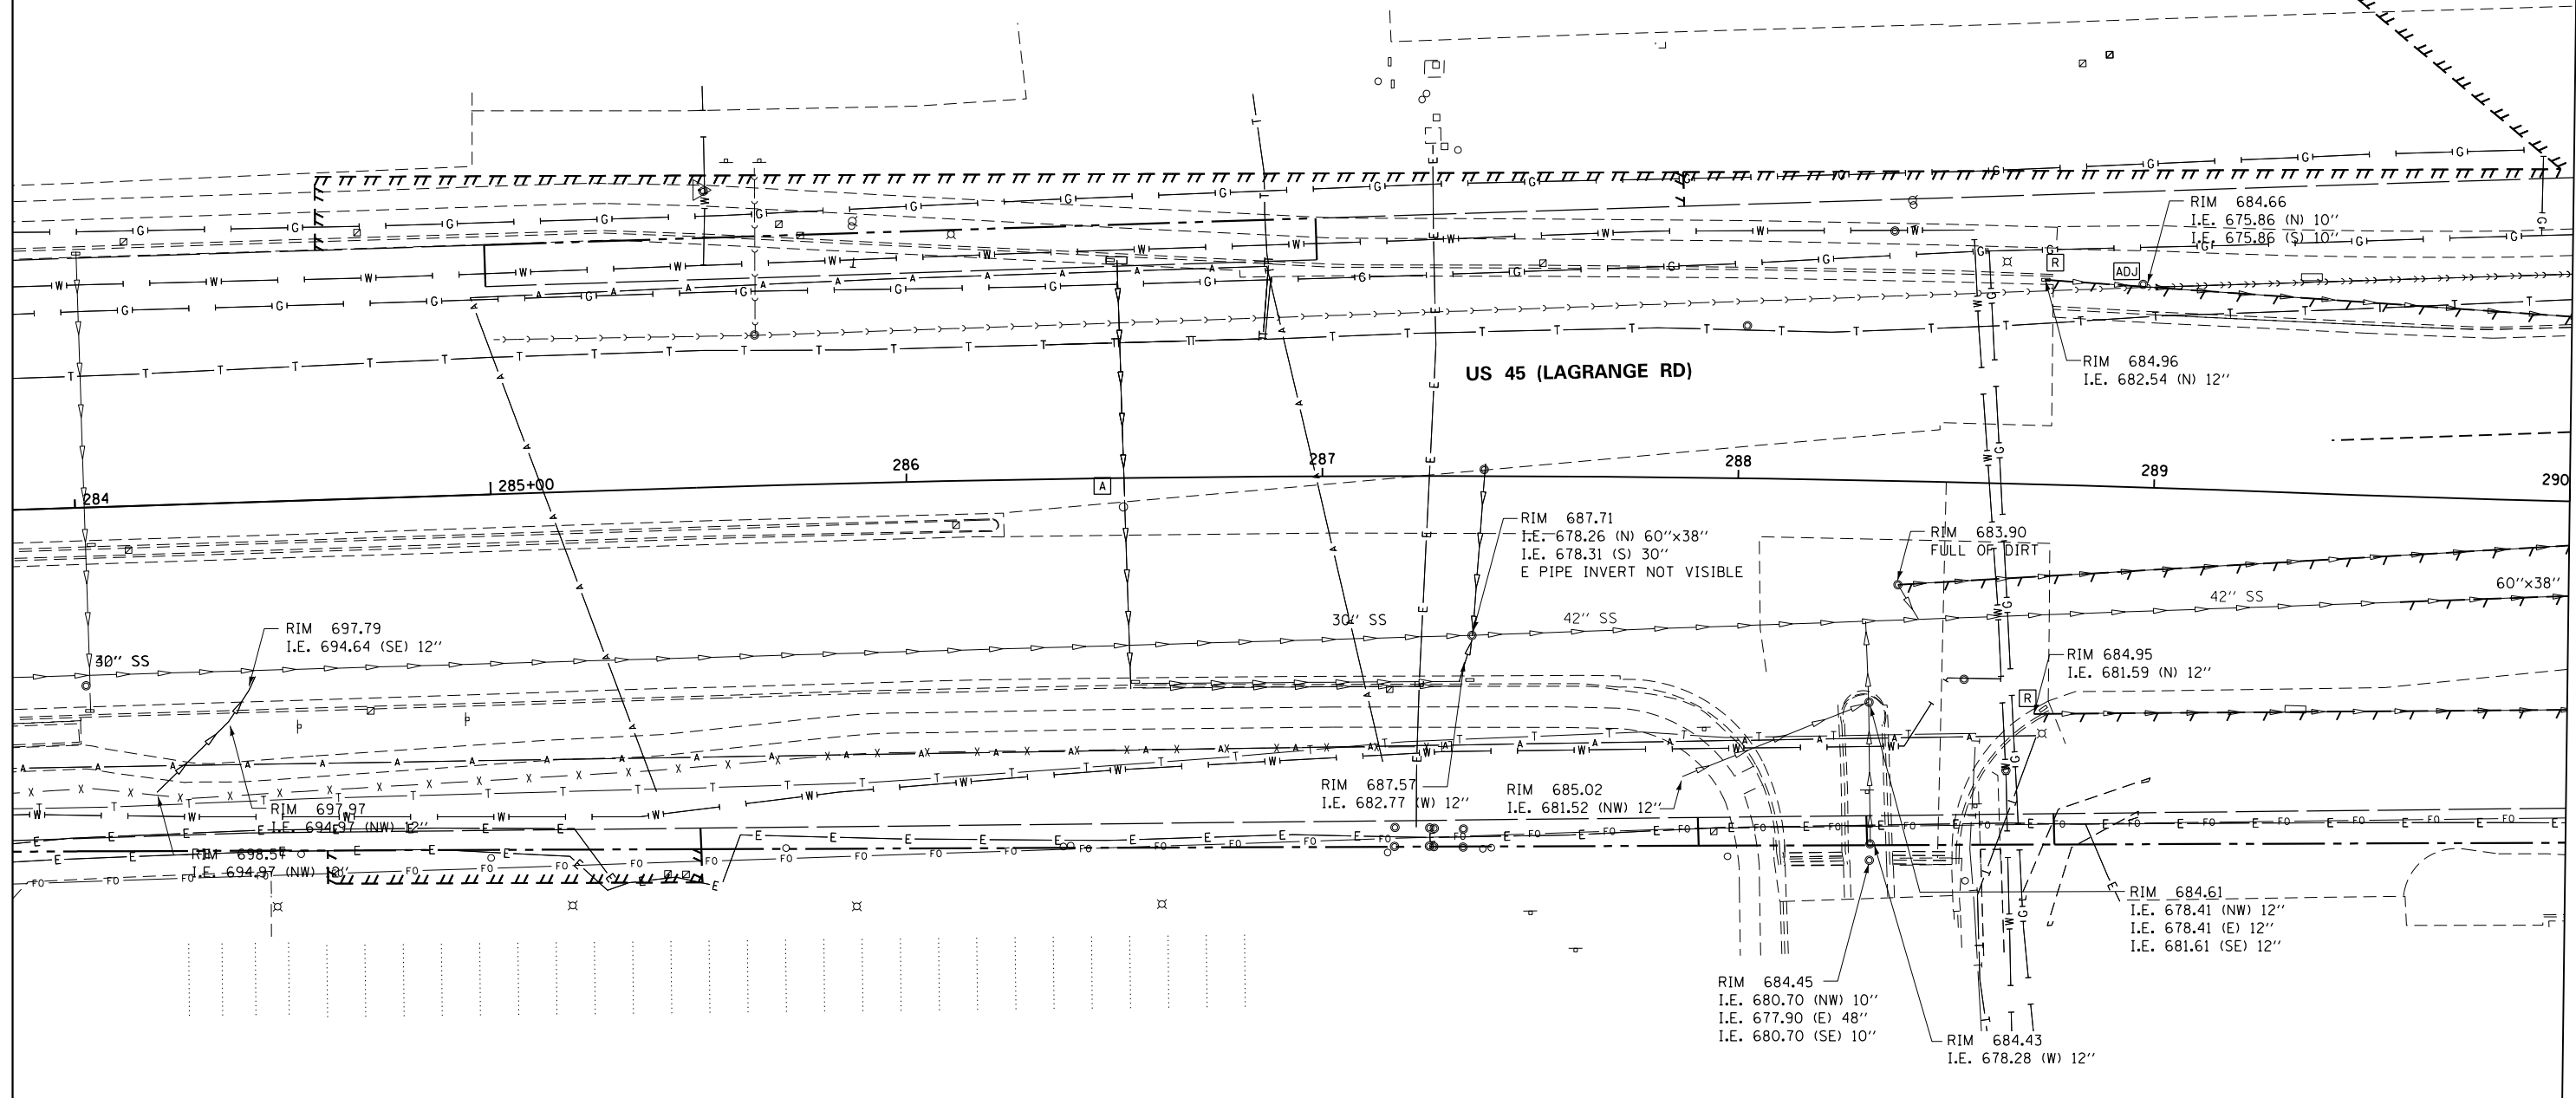 RIM 684.66
I.E. 675.86 (N) 10"
I.E. 675.86 (S) 10"
R
ADJ
RIM 684.96
I.E. 682.54 (N) 12"
US 45 (LAGRANGE RD)
284
285+00
286
287
288
289
290
A
RIM 687.71
I.E. 678.26 (N) 60"x38"
I.E. 678.31 (S) 30"
E PIPE INVERT NOT VISIBLE
RIM 683.90
FULL OF DIRT
60"x38"
42" SS
30" SS
42" SS
RIM 697.79
I.E. 694.64 (SE) 12"
30" SS
RIM 684.95
I.E. 681.59 (N) 12"
R
RIM 697.97
I.E. 694.97 (NW) 12"
RIM 687.57
I.E. 682.77 (W) 12"
RIM 685.02
I.E. 681.52 (NW) 12"
RIM 698.57
I.E. 694.97 (NW) 12"
RIM 684.61
I.E. 678.41 (NW) 12"
I.E. 678.41 (E) 12"
I.E. 681.61 (SE) 12"
RIM 684.45
I.E. 680.70 (NW) 10"
I.E. 677.90 (E) 48"
I.E. 680.70 (SE) 10"
RIM 684.43
I.E. 678.28 (W) 12"